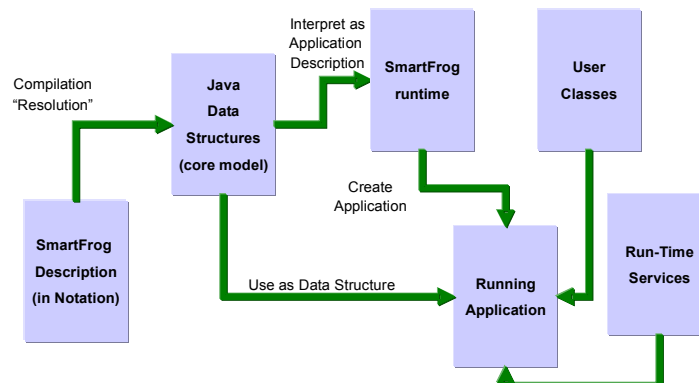 Compilation
“Resolution”
SmartFrog
Description
(in Notation)
Java
Data
Structures
(core model)
Interpret as
Application
Description
SmartFrog
runtime
Create
Application
Use as Data Structure
Running
Application
User
Classes
Run-Time
Services